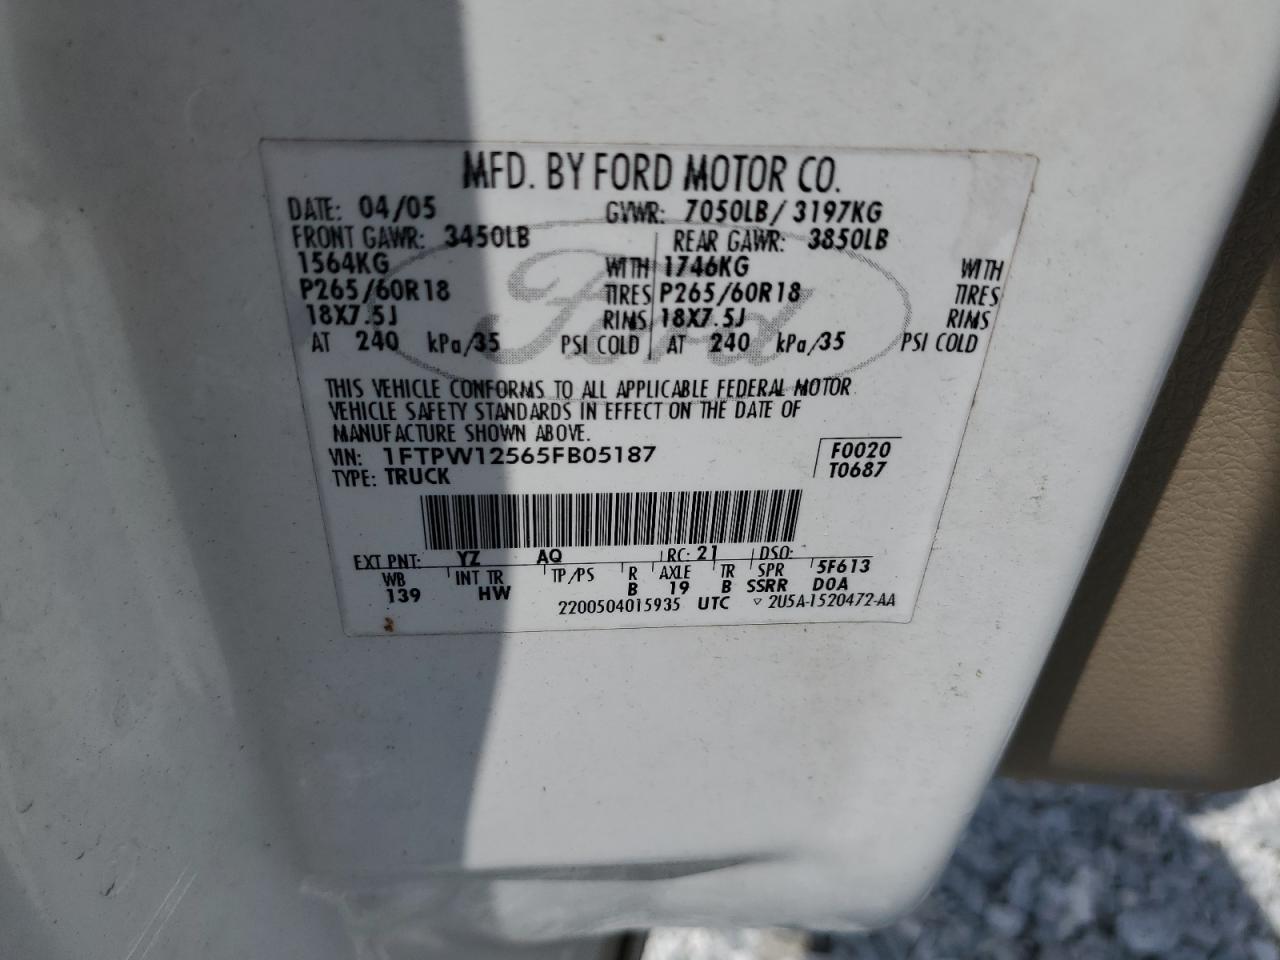 MFD. BY FORD MOTOR CO.
DATE: 04/05 GVWR: 7050LB/ 3197KG
FRONT GAWR: 3450LB REAR GAWR: 3850LB
1564KG WITH 1746KG WITH
P265/60R18 TIRES P265/60R18 TIRES
18X7.5J RIMS 18X7.5J RIMS
AT 240 kPa/35 PSI COLD AT 240 kPa/35 PSI COLD
Ford
THIS VEHICLE CONFORMS TO ALL APPLICABLE FEDERAL MOTOR
VEHICLE SAFETY STANDARDS IN EFFECT ON THE DATE OF
MANUFACTURE SHOWN ABOVE.
VIN: 1FTPW12565FB05187 F0020
TYPE: TRUCK T0687
EXT PNT: YZ AQ RC: 21 DSO:
WB INT TR TP/PS R AXLE TR SPR 5F613
139 HW B 19 B SSRR DOA
2200504015935 UTC ▽ 2U5A-1520472-AA